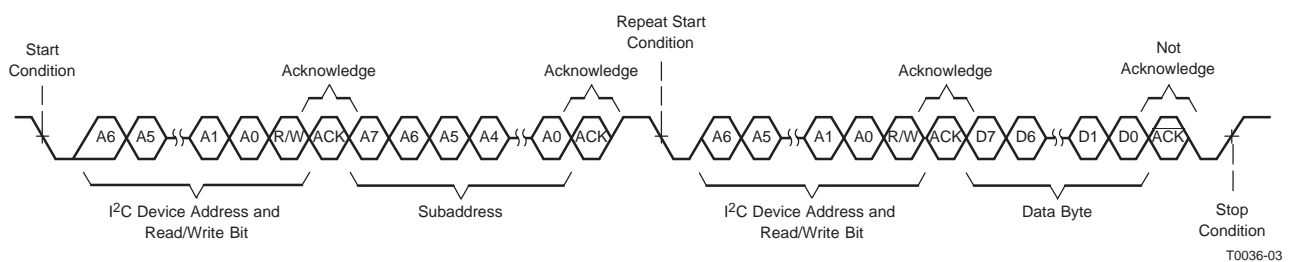 Repeat Start
Condition
Start
Condition
Acknowledge
Acknowledge
Acknowledge
Not
Acknowledge
A6 A5 A1 A0 R/W ACK A7 A6 A5 A4 A0 ACK A6 A5 A1 A0 R/W ACK D7 D6 D1 D0 A̅C̅K̅
I²C Device Address and
Read/Write Bit
Subaddress
I²C Device Address and
Read/Write Bit
Data Byte
Stop
Condition
T0036-03